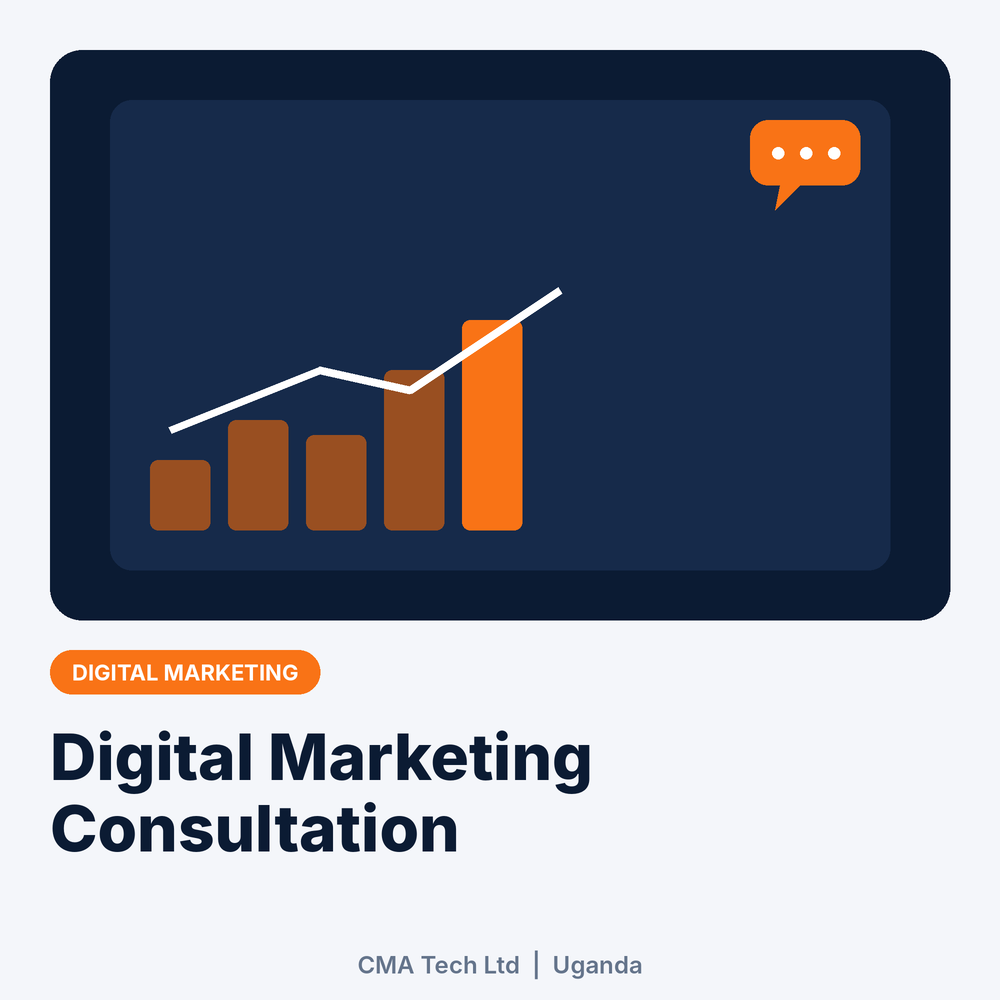 DIGITAL MARKETING
Digital Marketing
Consultation
CMA Tech Ltd | Uganda